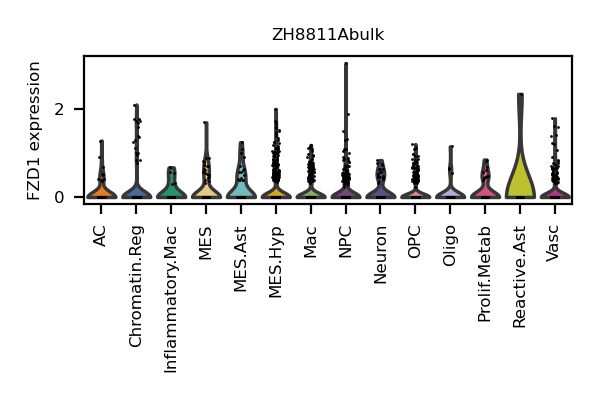 ZH8811Abulk
FZD1 expression
2
0
AC
Chromatin.Reg
Inflammatory.Mac
MES
MES.Ast
MES.Hyp
Mac
NPC
Neuron
OPC
Oligo
Prolif.Metab
Reactive.Ast
Vasc